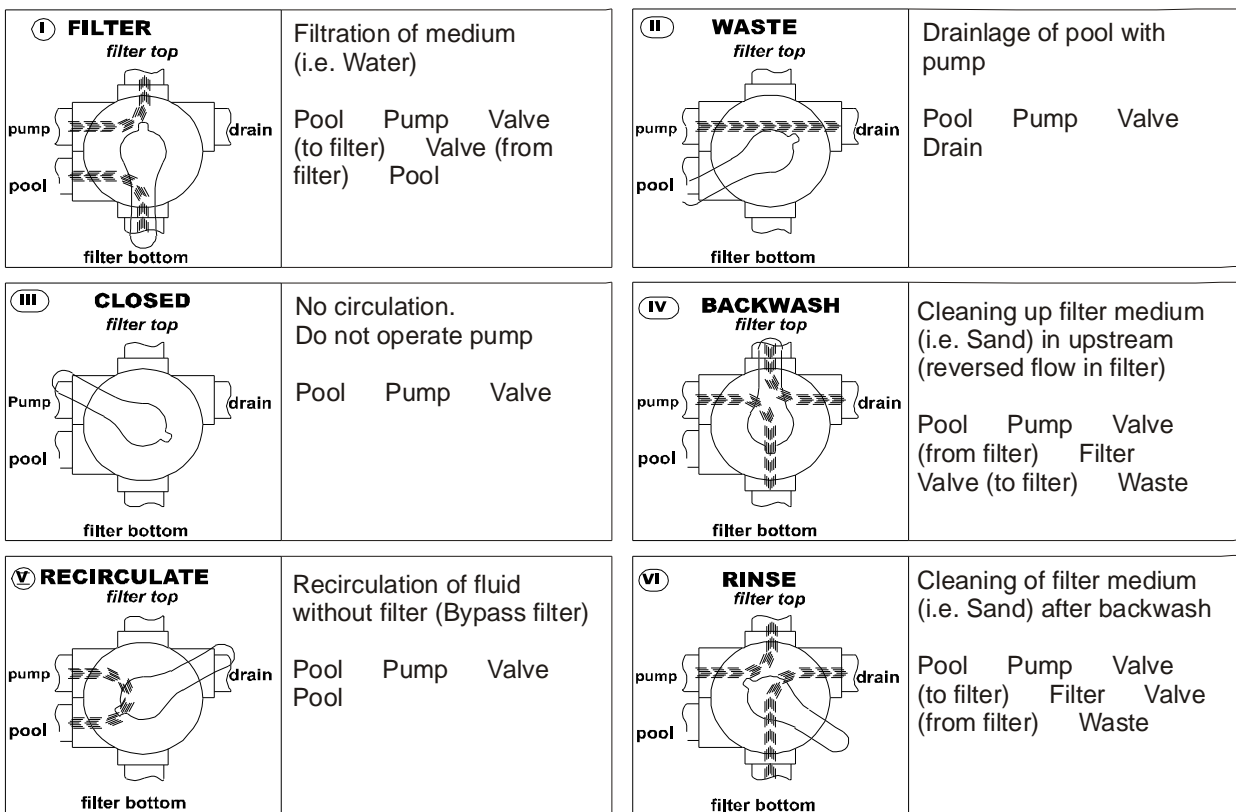 I FILTER
filter top
pump
drain
pool
filter bottom
Filtration of medium
(i.e. Water)
Pool Pump Valve
(to filter) Valve (from
filter) Pool
II WASTE
filter top
pump
drain
pool
filter bottom
Drainlage of pool with
pump
Pool Pump Valve
Drain
III CLOSED
filter top
Pump
drain
pool
filter bottom
No circulation.
Do not operate pump
Pool Pump Valve
IV BACKWASH
filter top
pump
drain
pool
filter bottom
Cleaning up filter medium
(i.e. Sand) in upstream
(reversed flow in filter)
Pool Pump Valve
(from filter) Filter
Valve (to filter) Waste
V RECIRCULATE
filter top
pump
drain
pool
filter bottom
Recirculation of fluid
without filter (Bypass filter)
Pool Pump Valve
Pool
VI RINSE
filter top
pump
drain
pool
filter bottom
Cleaning of filter medium
(i.e. Sand) after backwash
Pool Pump Valve
(to filter) Filter Valve
(from filter) Waste